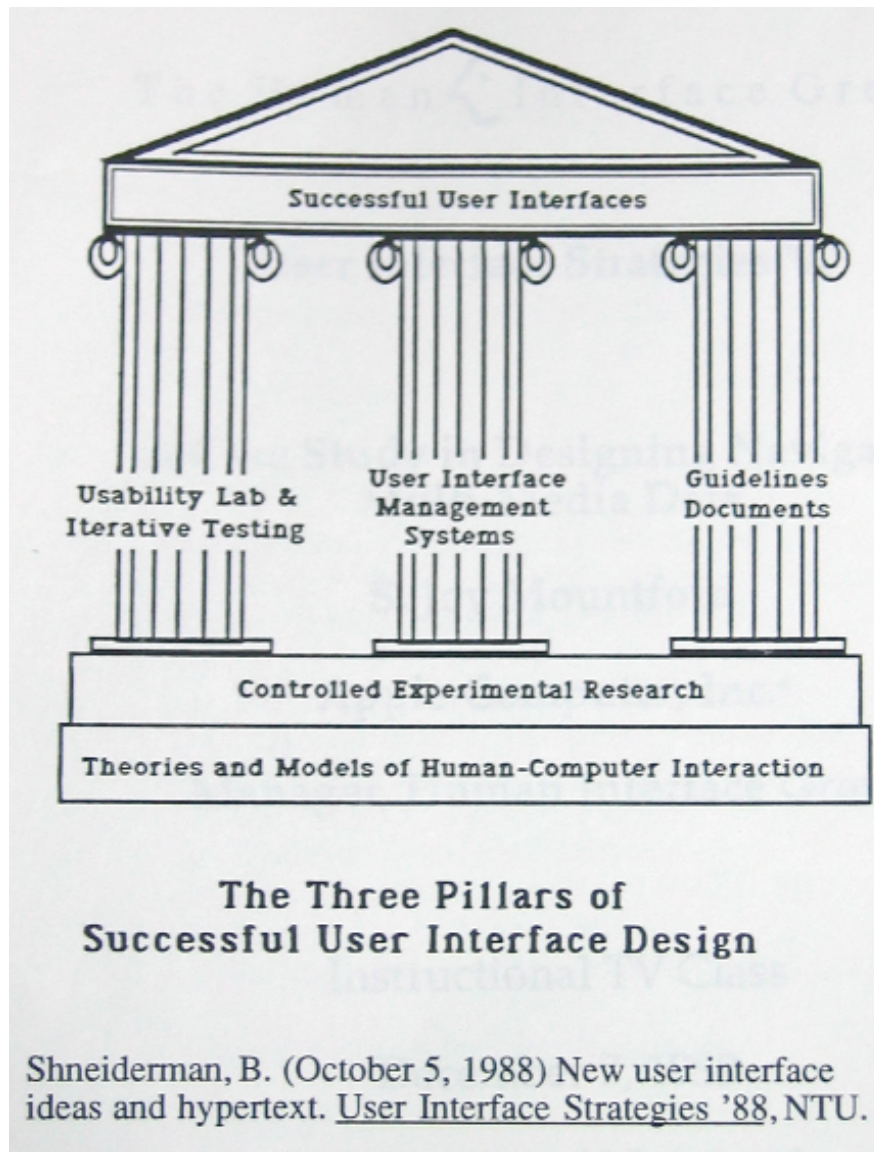 Successful User Interfaces
Usability Lab &
Iterative Testing
User Interface
Management
Systems
Guidelines
Documents
Controlled Experimental Research
Theories and Models of Human-Computer Interaction
The Three Pillars of
Successful User Interface Design
Shneiderman, B. (October 5, 1988) New user interface
ideas and hypertext. User Interface Strategies '88, NTU.